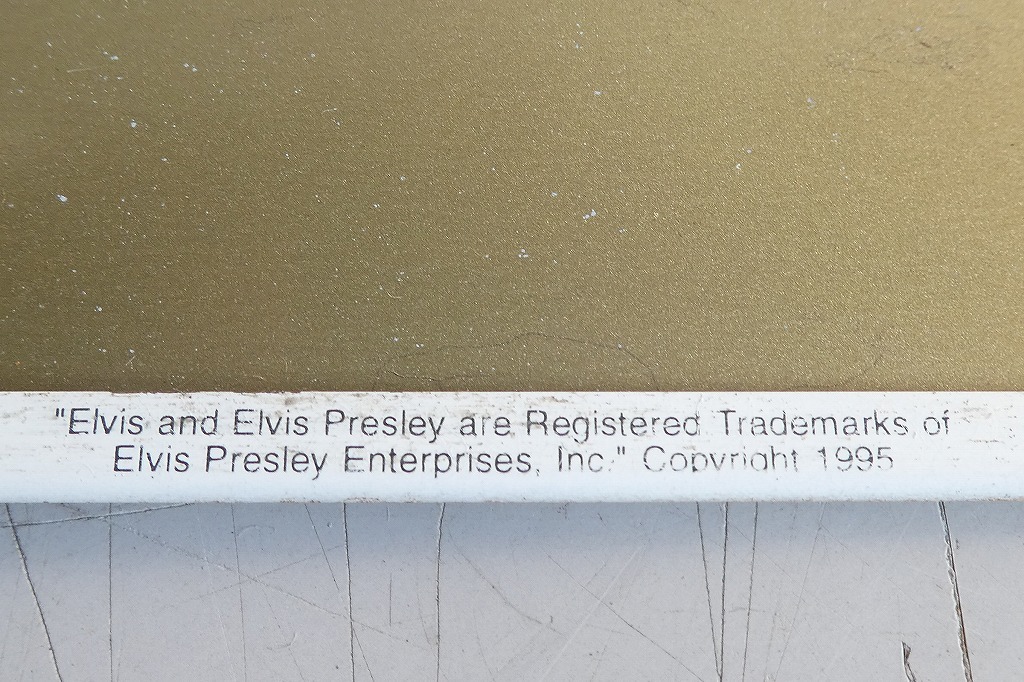 "Elvis and Elvis Presley are Registered Trademarks of
Elvis Presley Enterprises, Inc." Copyright 1995